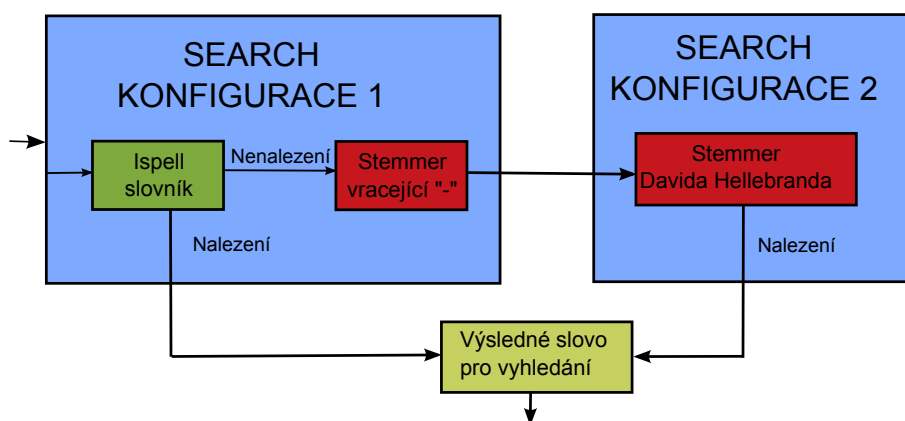 SEARCH
KONFIGURACE 1
Ispell
slovník
Nenalezení
Stemmer
vracející "-"
Nalezení
SEARCH
KONFIGURACE 2
Stemmer
Davida Hellebranda
Nalezení
Výsledné slovo
pro vyhledání